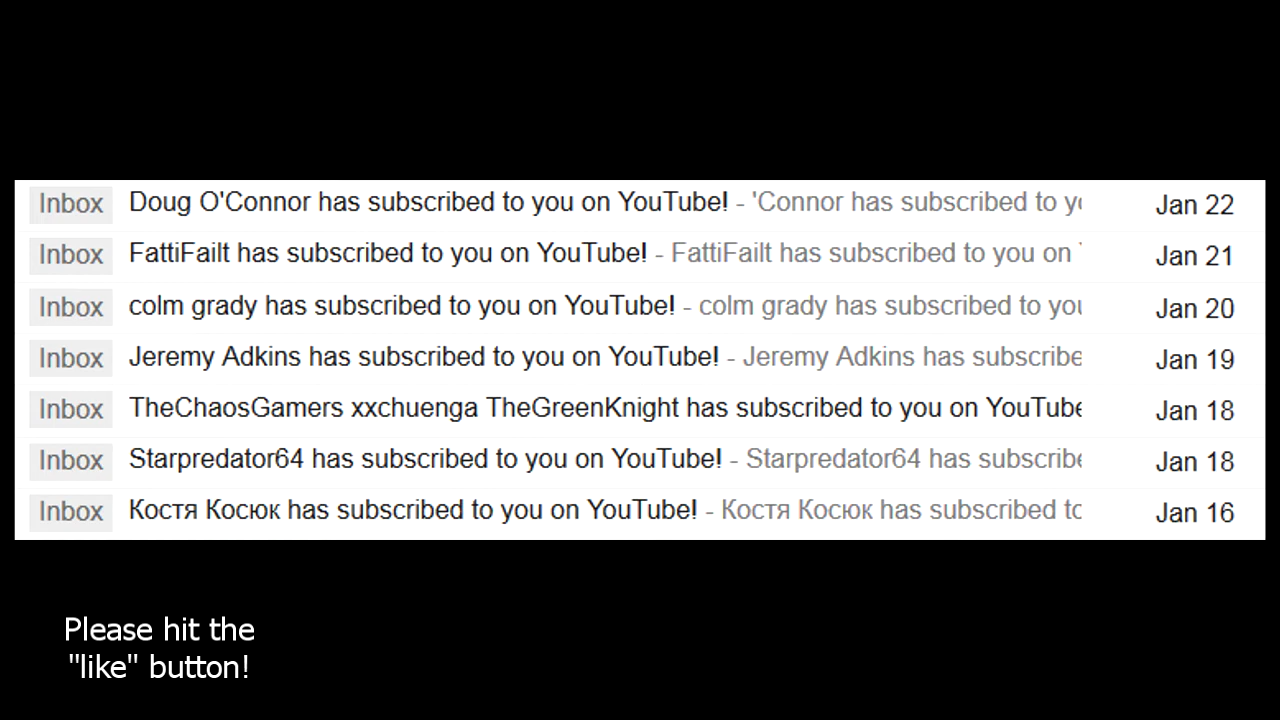 Inbox Doug O'Connor has subscribed to you on YouTube! - 'Connor has subscribed to Jan 22
Inbox FattiFailt has subscribed to you on YouTube! - FattiFailt has subscribed to you on Jan 21
Inbox colm grady has subscribed to you on YouTube! - colm grady has subscribed to you Jan 20
Inbox Jeremy Adkins has subscribed to you on YouTube! - Jeremy Adkins has subscribe Jan 19
Inbox TheChaosGamers xxchuenga TheGreenKnight has subscribed to you on YouTube Jan 18
Inbox Starpredator64 has subscribed to you on YouTube! - Starpredator64 has subscribe Jan 18
Inbox Костя Косюк has subscribed to you on YouTube! - Костя Косюк has subscribed to Jan 16
Please hit the
"like" button!